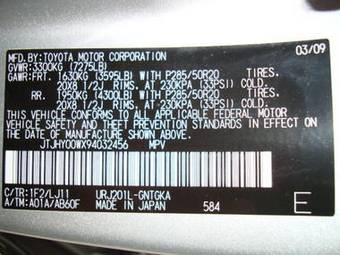 MFD. BY: TOYOTA MOTOR CORPORATION 03/09
GVWR: 3300KG (7275LB)
GAWR: FRT. 1630KG (3595LB) WITH P285/50R20 TIRES.
20X8 1/2J RIMS. AT 230KPA (33PSI) COLD.
RR. 1950KG (4300LB) WITH P285/50R20 TIRES.
20X8 1/2J RIMS. AT 230KPA (33PSI) COLD.
THIS VEHICLE CONFORMS TO ALL APPLICABLE FEDERAL MOTOR
VEHICLE SAFETY AND THEFT PREVENTION STANDARDS IN EFFECT
ON THE DATE OF MANUFACTURE SHOWN ABOVE.
JTJHY00WX94032456 MPV
C/TR: 1F2/LJ11 URJ201L-GNTGKA
A/TM: A01A/AB60F MADE IN JAPAN 584 E